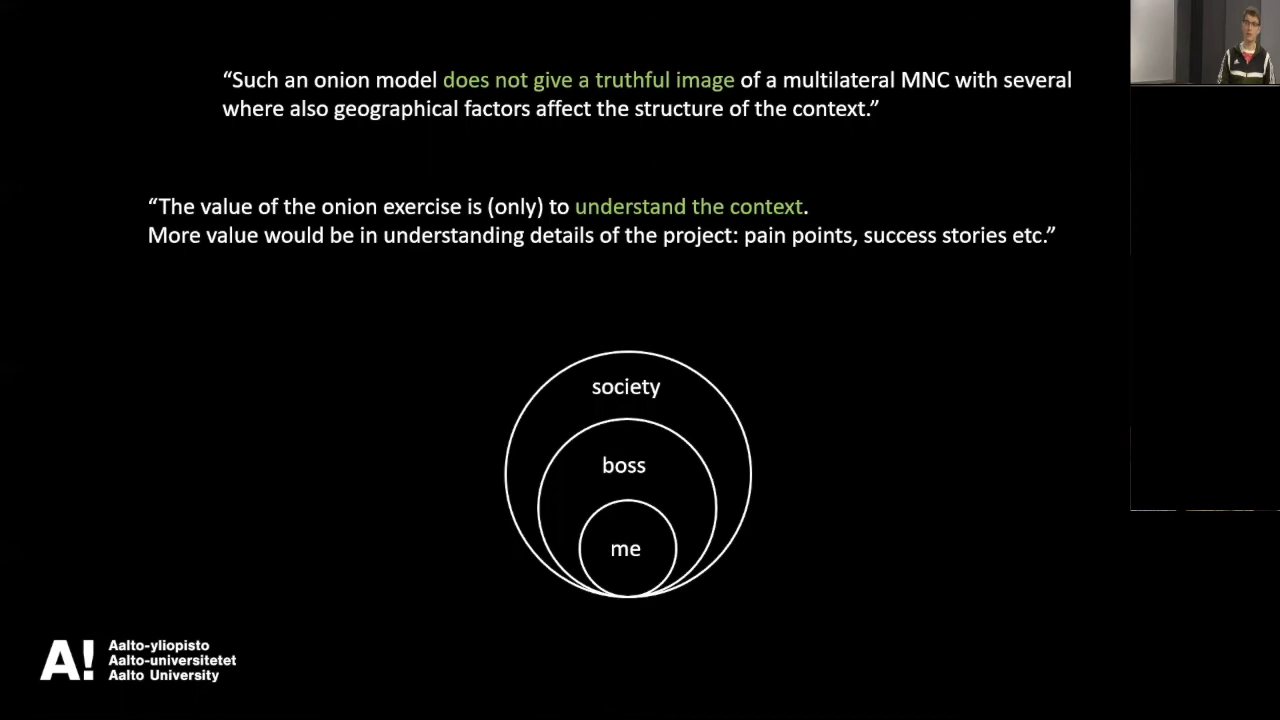 “Such an onion model does not give a truthful image of a multilateral MNC with several
where also geographical factors affect the structure of the context.”
“The value of the onion exercise is (only) to understand the context.
More value would be in understanding details of the project: pain points, success stories etc.”
society
boss
me
A!
Aalto-yliopisto
Aalto-universitetet
Aalto University